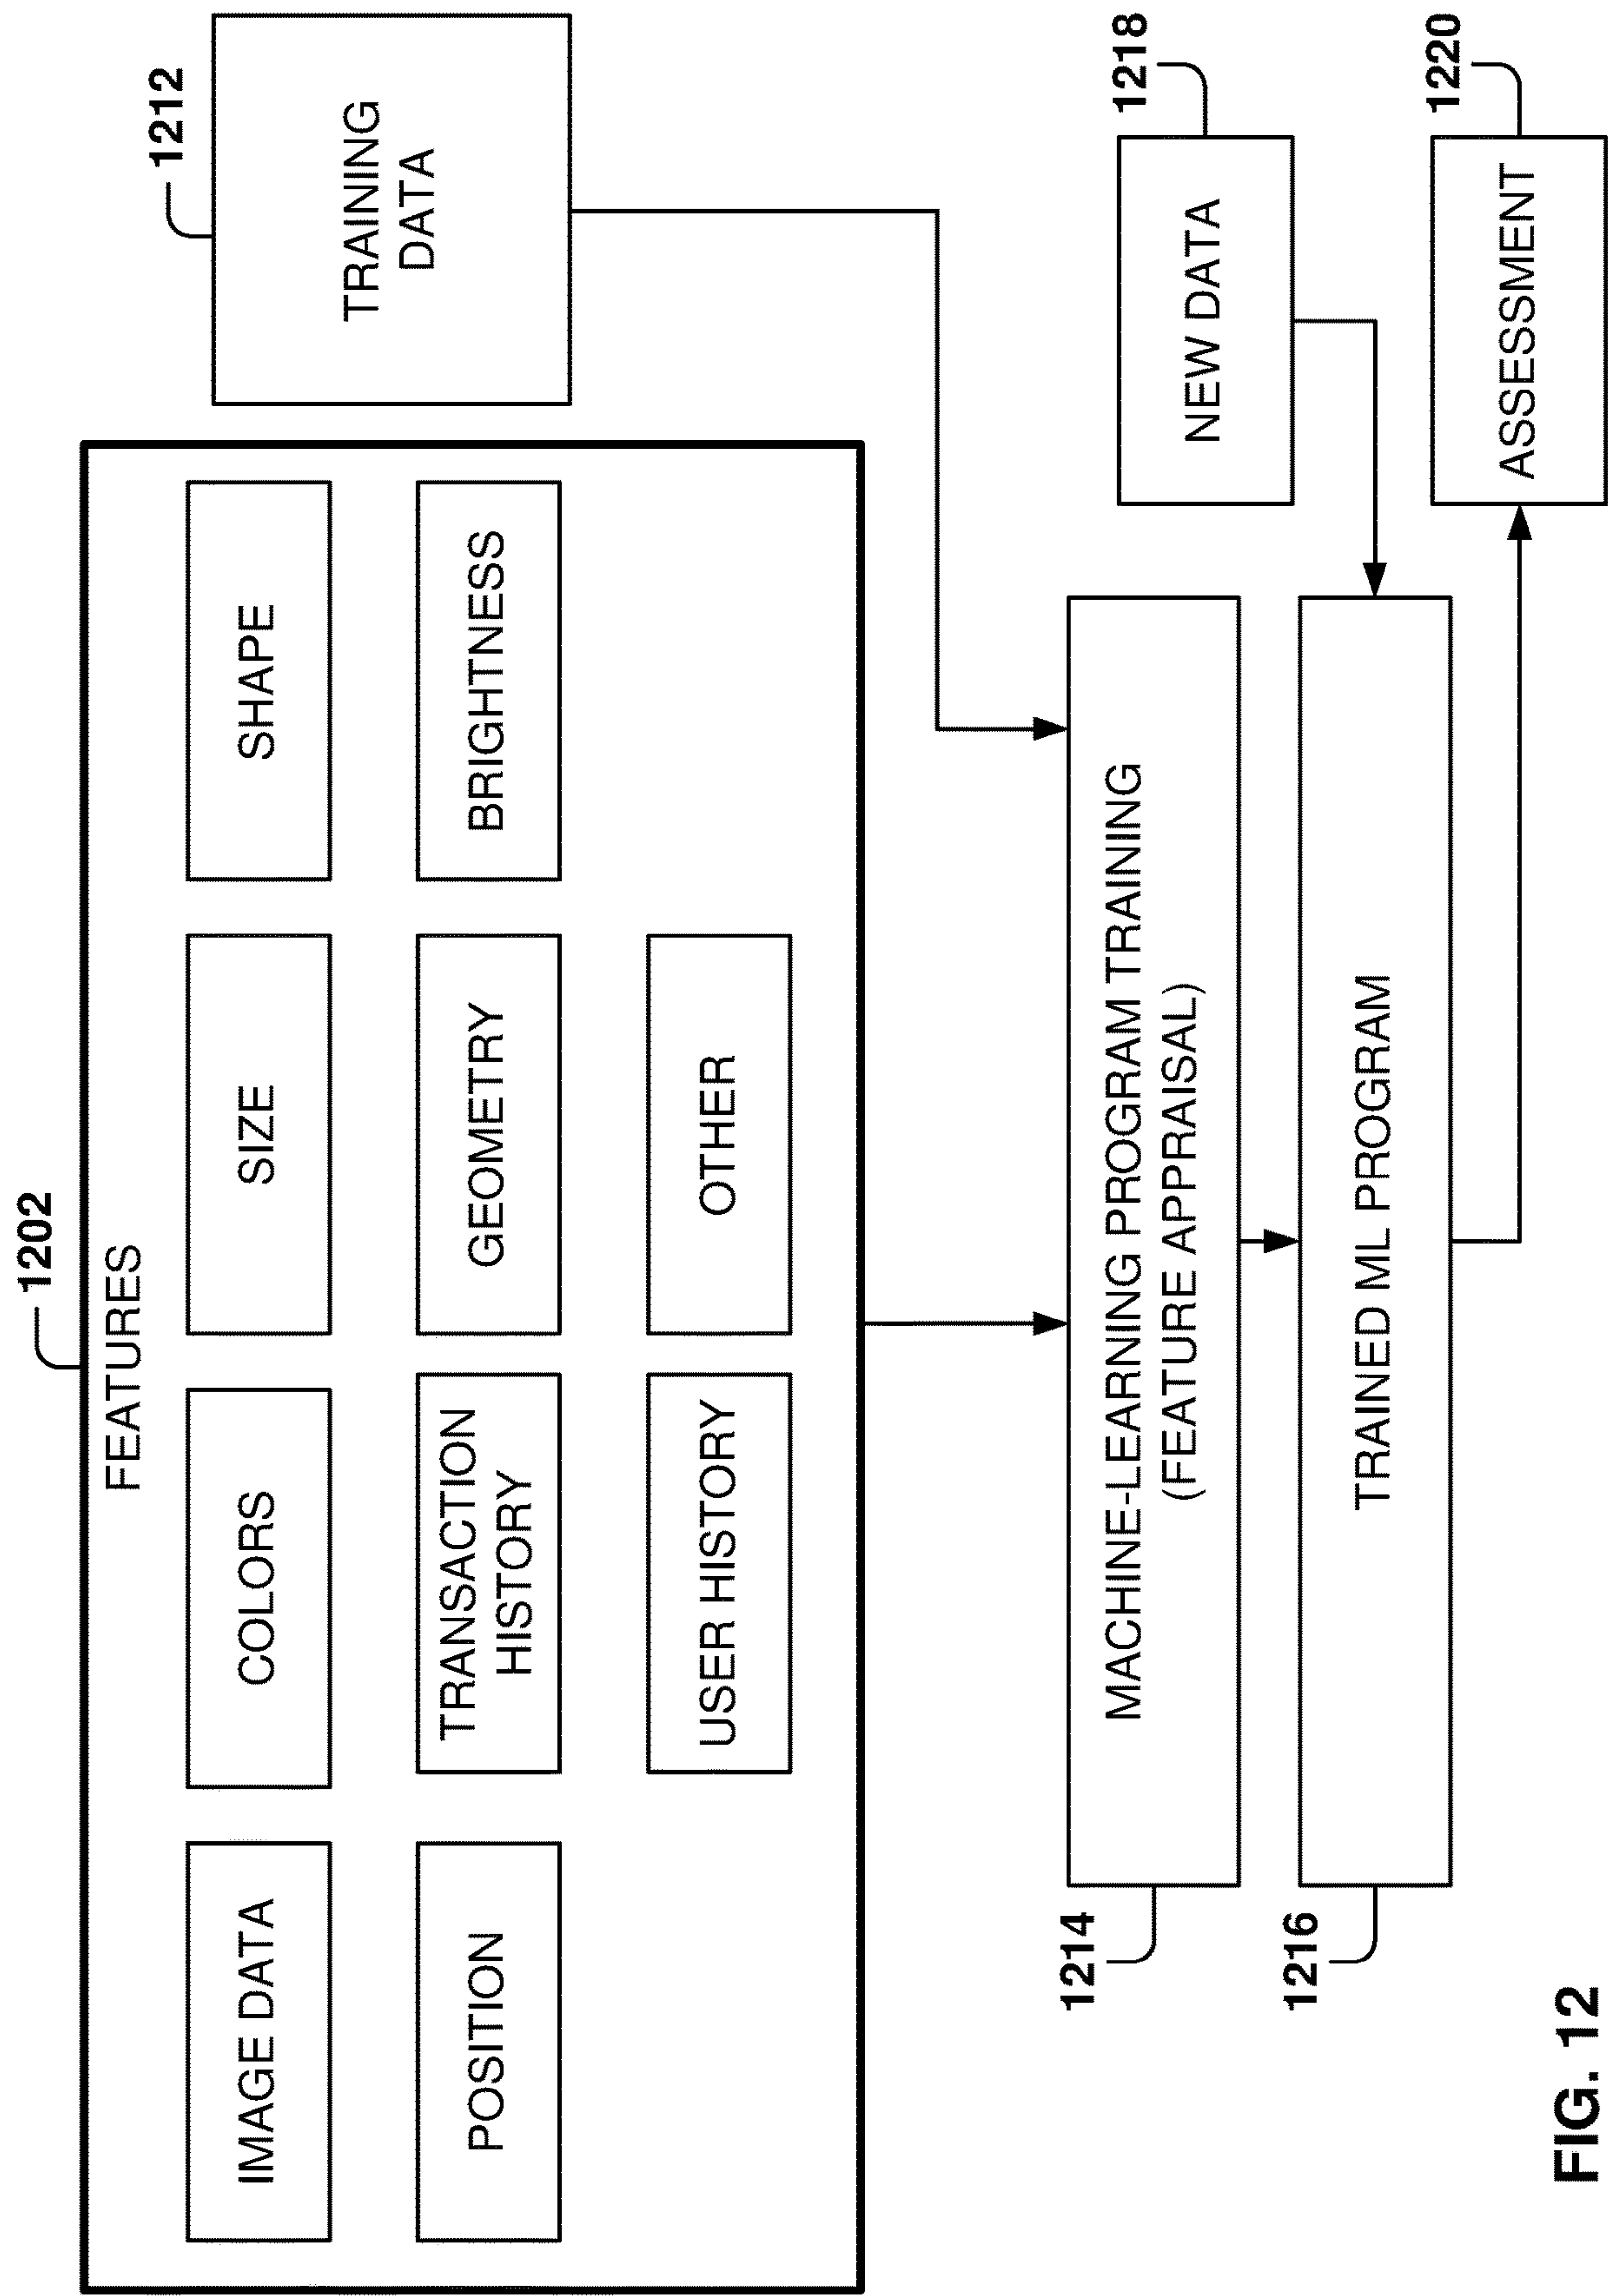 1202
FEATURES
IMAGE DATA
COLORS
SIZE
SHAPE
POSITION
TRANSACTION
HISTORY
GEOMETRY
BRIGHTNESS
USER HISTORY
OTHER
1212
TRAINING
DATA
1214
MACHINE-LEARNING PROGRAM TRAINING
(FEATURE APPRAISAL)
1218
NEW DATA
1216
TRAINED ML PROGRAM
1220
ASSESSMENT
FIG. 12